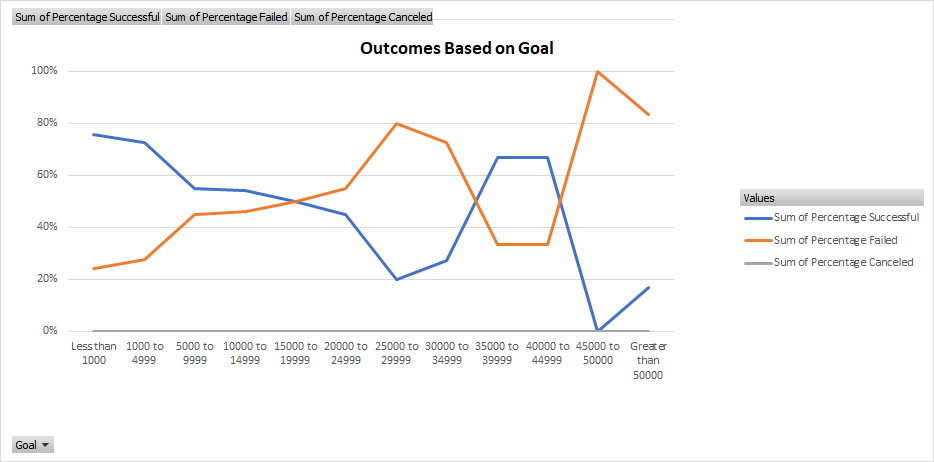 Sum of Percentage Successful Sum of Percentage Failed Sum of Percentage Canceled
Outcomes Based on Goal
100%
80%
60%
40%
20%
0%
Less than 1000
1000 to 4999
5000 to 9999
10000 to 14999
15000 to 19999
20000 to 24999
25000 to 29999
30000 to 34999
35000 to 39999
40000 to 44999
45000 to 50000
Greater than 50000
Values
Sum of Percentage Successful
Sum of Percentage Failed
Sum of Percentage Canceled
Goal